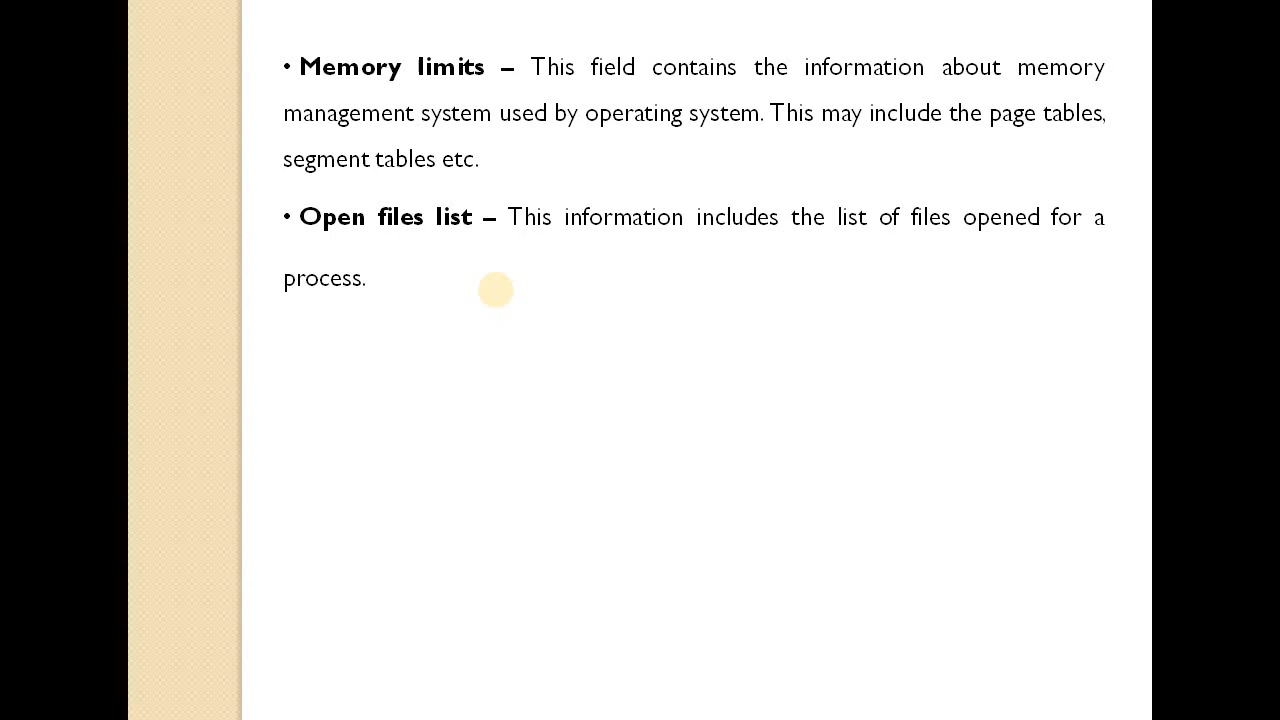 • Memory limits – This field contains the information about memory
management system used by operating system. This may include the page tables,
segment tables etc.
• Open files list – This information includes the list of files opened for a
process.